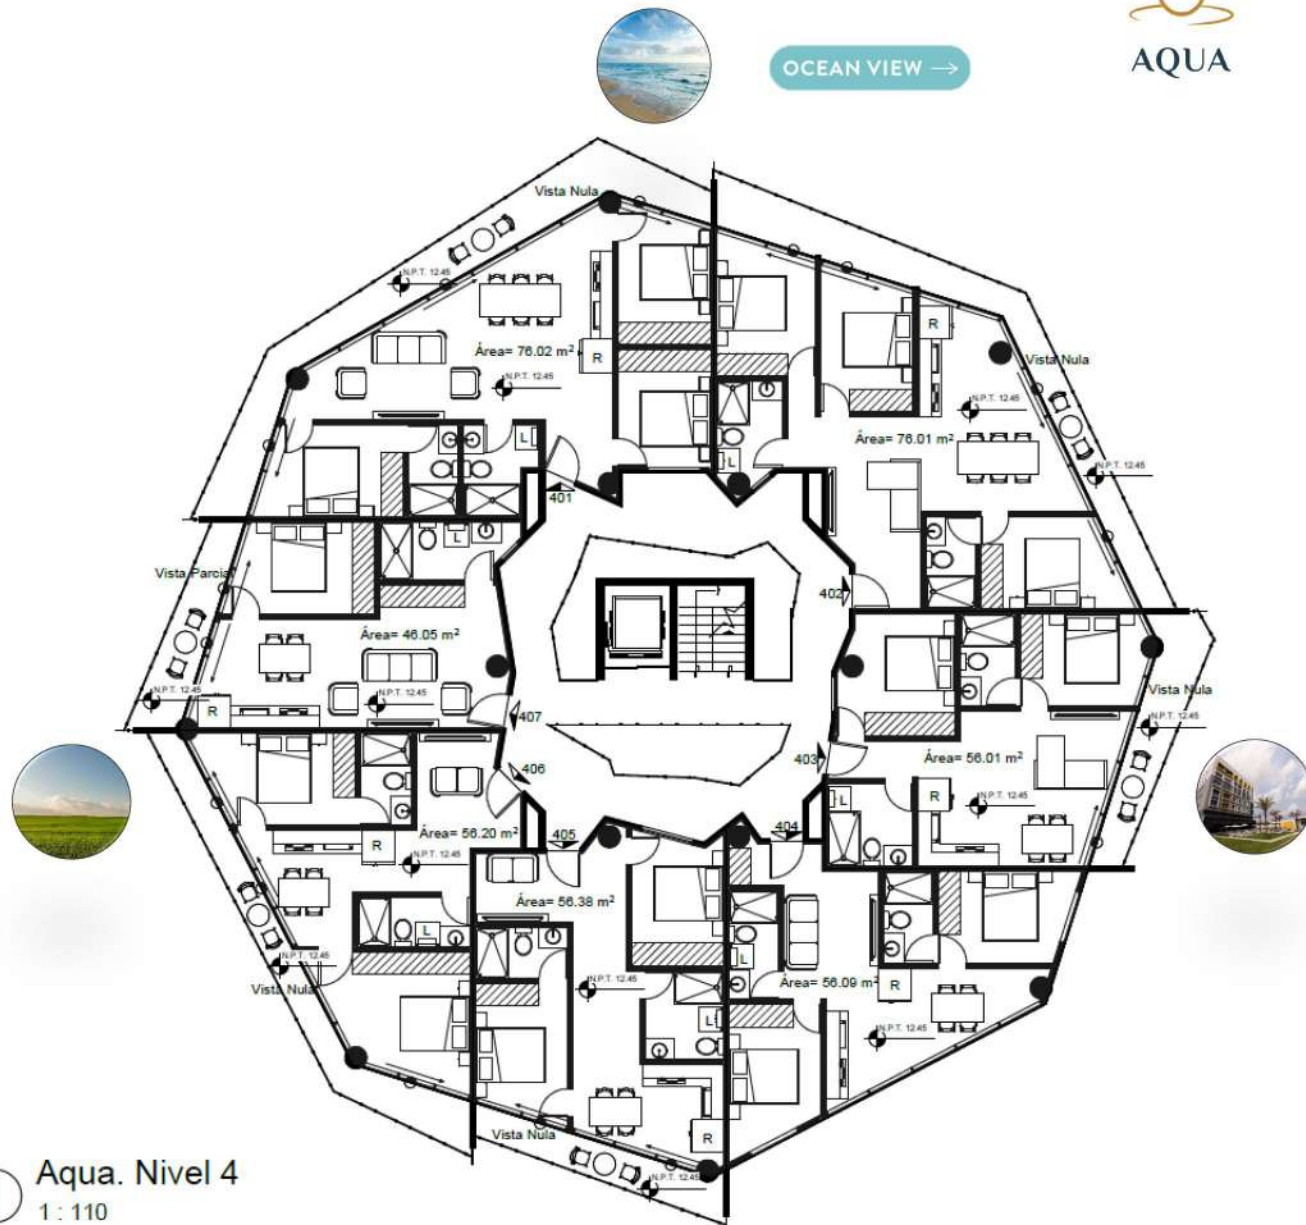 OCEAN VIEW →
AQUA
Vista Nula
N.P.T. 12.45
Área= 76.02 m²
R
N.P.T. 12.45
R
Vista Nula
N.P.T. 12.45
Área= 76.01 m²
L
L
N.P.T. 12.45
401
L
Vista Parcial
402
Área= 46.05 m²
N.P.T. 12.45
N.P.T. 12.45
R
Vista Nula
407
N.P.T. 12.45
403
Área= 56.01 m²
406
R
N.P.T. 12.45
L
Área= 56.20 m²
405
404
R
N.P.T. 12.45
Área= 56.38 m²
L
N.P.T. 12.45
L
Vista Nula
N.P.T. 12.45
Área= 56.09 m²
R
L
N.P.T. 12.45
Vista Nula
R
N.P.T. 12.45
Aqua. Nivel 4
1 : 110